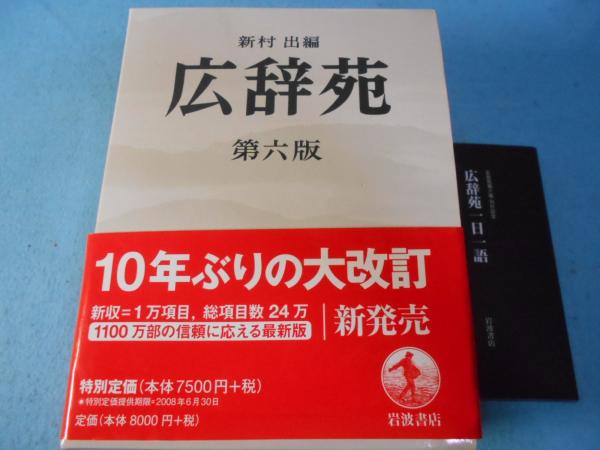 新村 出編
広辞苑
第六版
10年ぶりの大改訂
新収=1万項目，総項目数 24万
1100万部の信頼に応える最新版
新発売
特別定価（本体7500円+税）
＊特別定価提供期限=2008年6月30日
定価（本体 8000円+税）
岩波書店
広辞苑一日一語
岩波書店